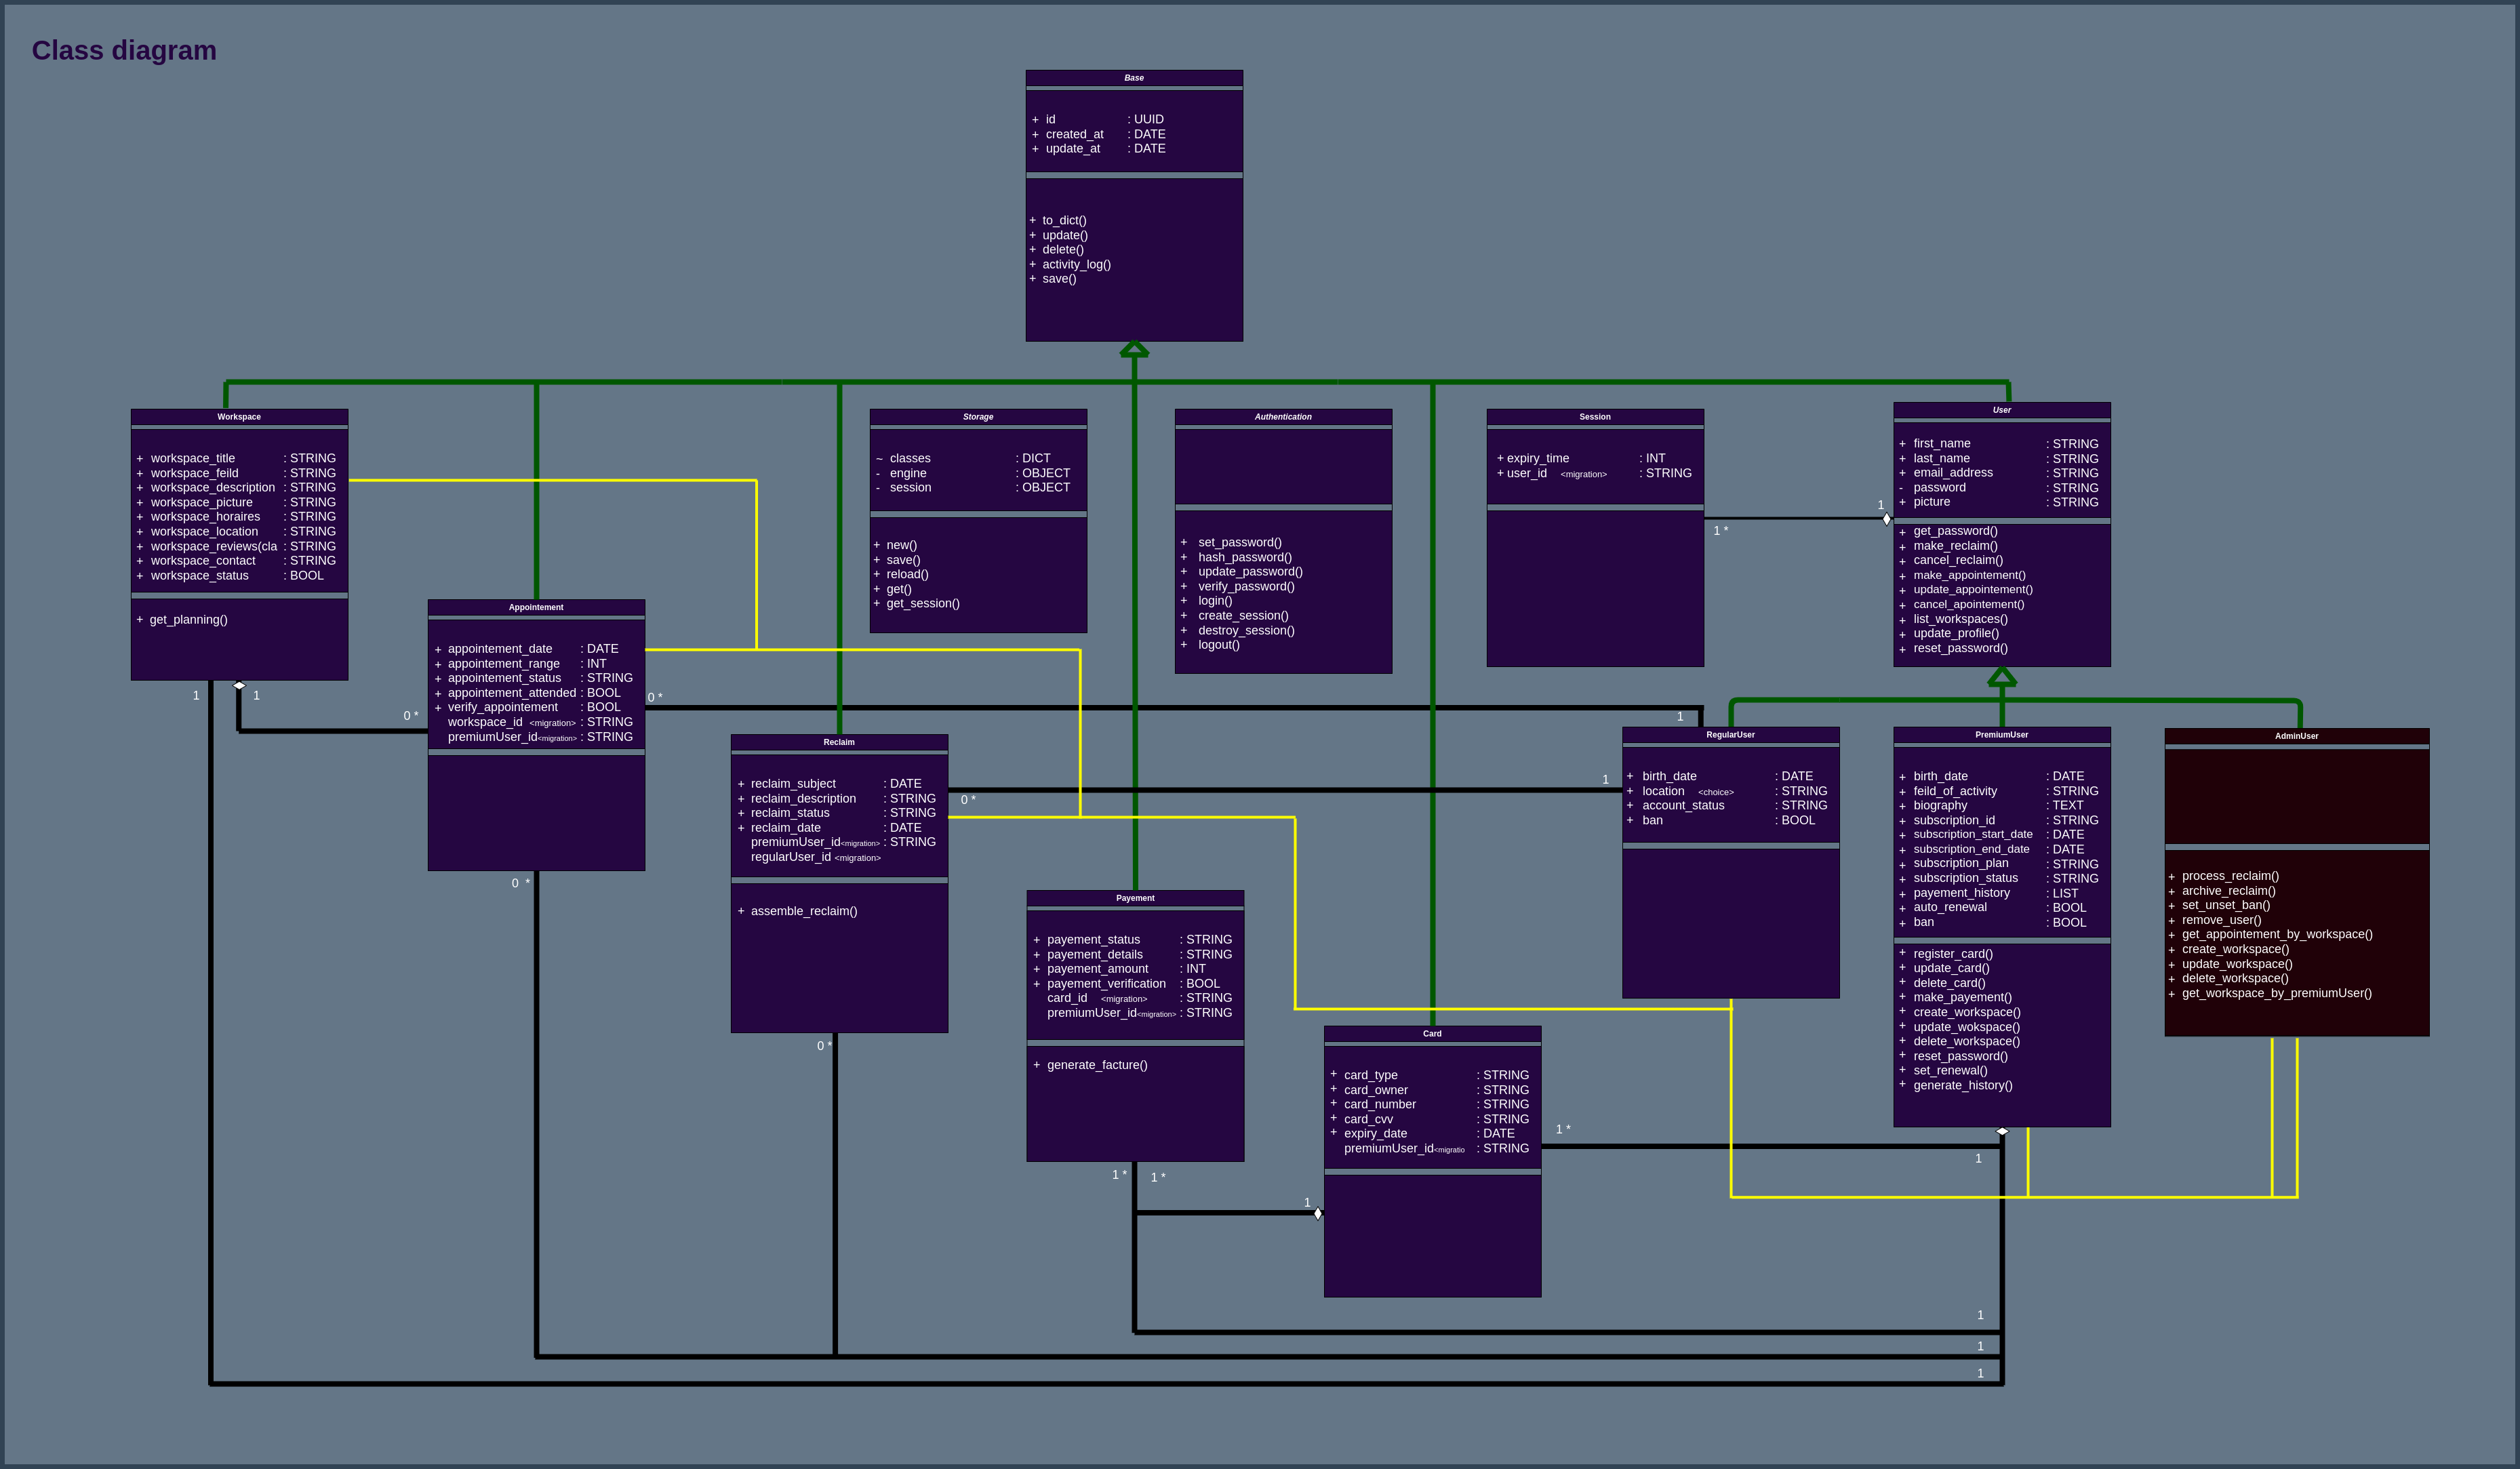 Class diagram
Base
+ id : UUID
+ created_at : DATE
+ update_at : DATE
+ to_dict()
+ update()
+ delete()
+ activity_log()
+ save()
Workspace
+ workspace_title : STRING
+ workspace_feild : STRING
+ workspace_description : STRING
+ workspace_picture : STRING
+ workspace_horaires : STRING
+ workspace_location : STRING
+ workspace_reviews(cla : STRING
+ workspace_contact : STRING
+ workspace_status : BOOL
+ get_planning()
1
1
0 *
Appointement
+ appointement_date : DATE
+ appointement_range : INT
+ appointement_status : STRING
+ appointement_attended : BOOL
+ verify_appointement : BOOL
workspace_id <migration> : STRING
premiumUser_id<migration> : STRING
0 *
0 *
Storage
~ classes : DICT
- engine : OBJECT
- session : OBJECT
+ new()
+ save()
+ reload()
+ get()
+ get_session()
Authentication
+ set_password()
+ hash_password()
+ update_password()
+ verify_password()
+ login()
+ create_session()
+ destroy_session()
+ logout()
Session
+ expiry_time : INT
+ user_id <migration> : STRING
1 *
1
User
+ first_name : STRING
+ last_name : STRING
+ email_address : STRING
- password : STRING
+ picture : STRING
+ get_password()
+ make_reclaim()
+ cancel_reclaim()
+ make_appointement()
+ update_appointement()
+ cancel_apointement()
+ list_workspaces()
+ update_profile()
+ reset_password()
Reclaim
+ reclaim_subject : DATE
+ reclaim_description : STRING
+ reclaim_status : STRING
+ reclaim_date : DATE
premiumUser_id<migration> : STRING
regularUser_id <migration>
+ assemble_reclaim()
0 *
0 *
1
1
RegularUser
+ birth_date : DATE
+ location <choice> : STRING
+ account_status : STRING
+ ban : BOOL
PremiumUser
+ birth_date : DATE
+ feild_of_activity : STRING
+ biography : TEXT
+ subscription_id : STRING
+ subscription_start_date : DATE
+ subscription_end_date : DATE
+ subscription_plan : STRING
+ subscription_status : STRING
+ payement_history : LIST
+ auto_renewal : BOOL
+ ban : BOOL
+ register_card()
+ update_card()
+ delete_card()
+ make_payement()
+ create_workspace()
+ update_wokspace()
+ delete_workspace()
+ reset_password()
+ set_renewal()
+ generate_history()
AdminUser
+ process_reclaim()
+ archive_reclaim()
+ set_unset_ban()
+ remove_user()
+ get_appointement_by_workspace()
+ create_workspace()
+ update_workspace()
+ delete_workspace()
+ get_workspace_by_premiumUser()
Payement
+ payement_status : STRING
+ payement_details : STRING
+ payement_amount : INT
+ payement_verification : BOOL
card_id <migration> : STRING
premiumUser_id<migration> : STRING
+ generate_facture()
1 *
1 *
1
Card
+ card_type : STRING
+ card_owner : STRING
+ card_number : STRING
+ card_cvv : STRING
+ expiry_date : DATE
premiumUser_id<migratio : STRING
1 *
1
1
1
1